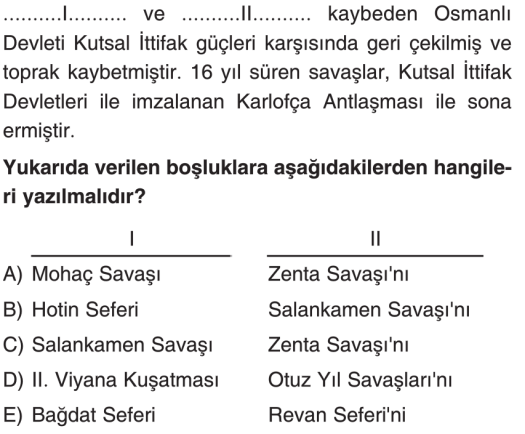 ..........I.......... ve ..........II.......... kaybeden Osmanlı
Devleti Kutsal İttifak güçleri karşısında geri çekilmiş ve
toprak kaybetmiştir. 16 yıl süren savaşlar, Kutsal İttifak
Devletleri ile imzalanan Karlofça Antlaşması ile sona
ermiştir.
Yukarıda verilen boşluklara aşağıdakilerden hangile-
ri yazılmalıdır?
I II
A) Mohaç Savaşı Zenta Savaşı'nı
B) Hotin Seferi Salankamen Savaşı'nı
C) Salankamen Savaşı Zenta Savaşı'nı
D) II. Viyana Kuşatması Otuz Yıl Savaşları'nı
E) Bağdat Seferi Revan Seferi'ni